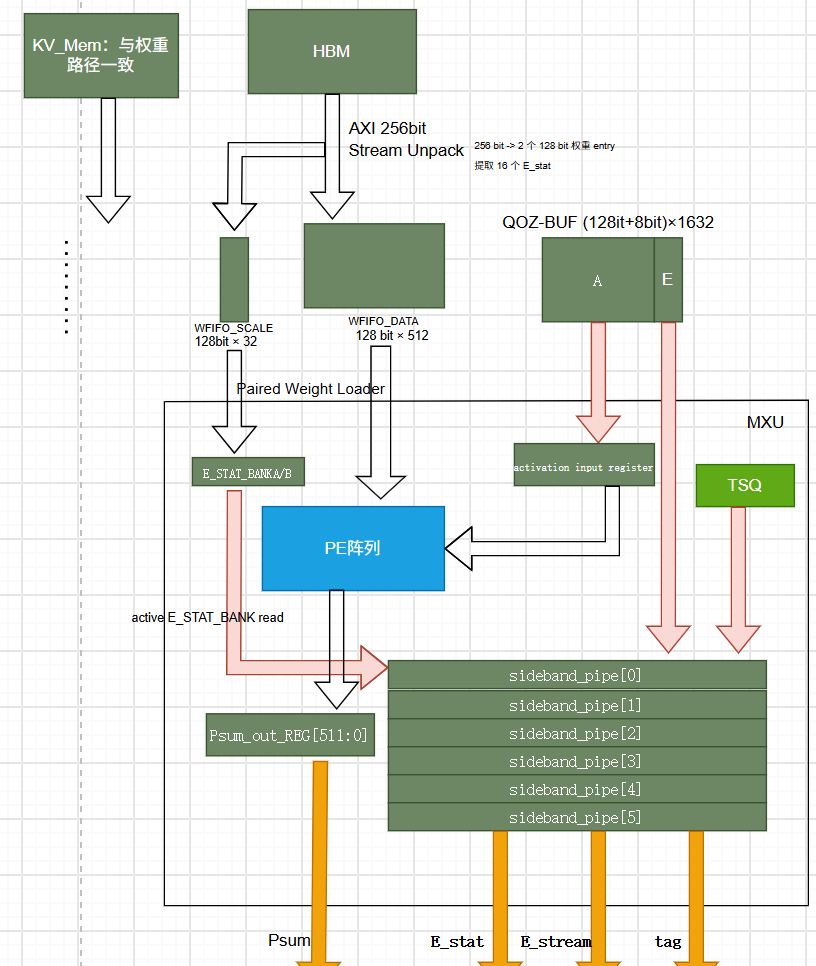 KV_Mem：与权重
路径一致
HBM
AXI 256bit
Stream Unpack
256 bit -> 2 个 128 bit 权重 entry
提取 16 个 E_stat
QOZ-BUF (128it+8bit)×1632
A
E
WFIFO_SCALE
128bit × 32
WFIFO_DATA
128 bit × 512
Paired Weight Loader
MXU
E_STAT_BANKA/B
activation input register
TSQ
PE阵列
active E_STAT_BANK read
sideband_pipe[0]
sideband_pipe[1]
sideband_pipe[2]
sideband_pipe[3]
sideband_pipe[4]
sideband_pipe[5]
Psum_out_REG[511:0]
Psum
E_stat
E_stream
tag